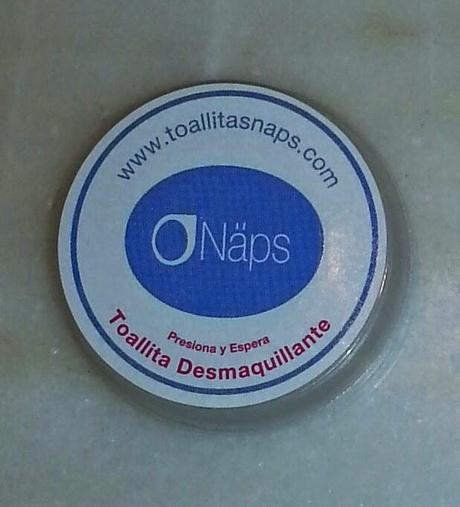 www.toallitasnaps.com
Näps
Presiona y Espera
Toallita Desmaquillante